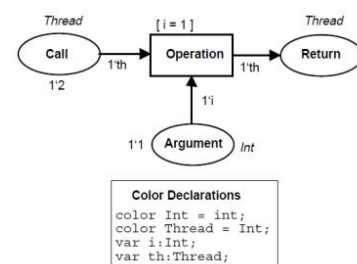 Thread
[ i = 1 ]
Thread
Call
Operation
Return
1'th
1'th
1'2
1'i
1'1
Argument
Int
Color Declarations
color Int = int;
color Thread = Int;
var i:Int;
var th:Thread;